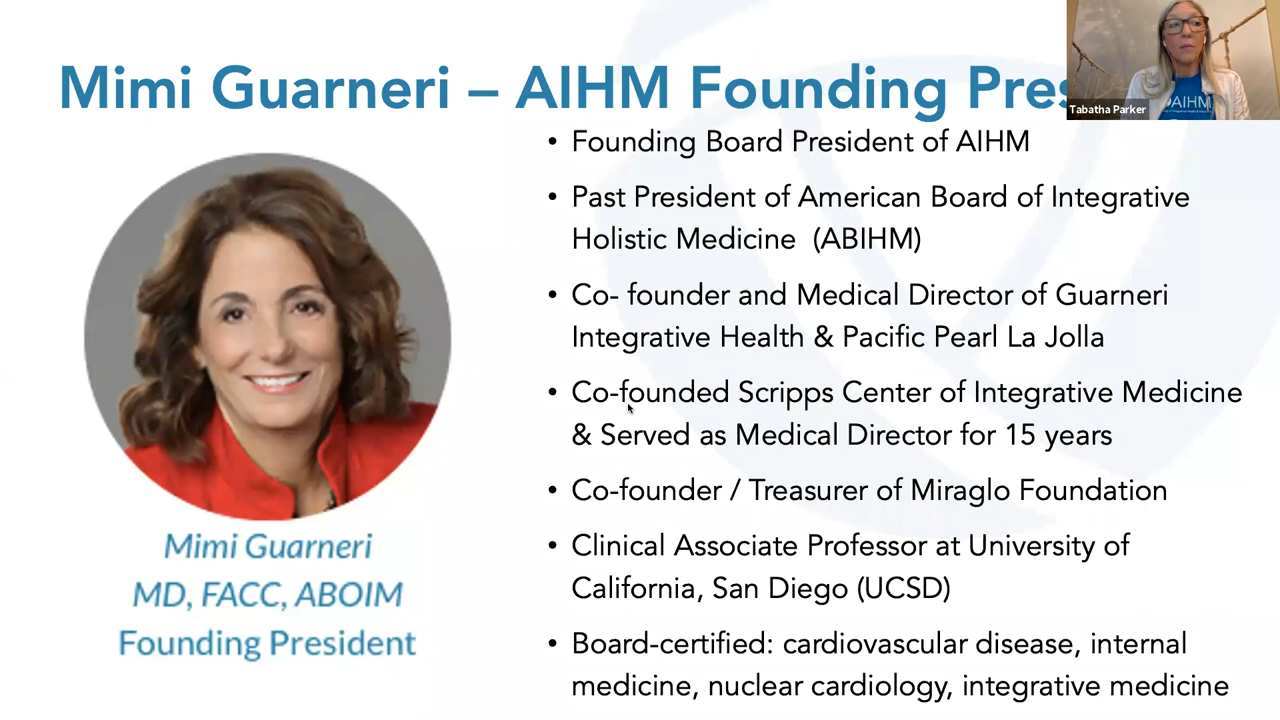 Mimi Guarneri – AIHM Founding Pres
Tabatha Parker
AIHM
• Founding Board President of AIHM
• Past President of American Board of Integrative
Holistic Medicine (ABIHM)
• Co- founder and Medical Director of Guarneri
Integrative Health & Pacific Pearl La Jolla
• Co-founded Scripps Center of Integrative Medicine
& Served as Medical Director for 15 years
• Co-founder / Treasurer of Miraglo Foundation
• Clinical Associate Professor at University of
California, San Diego (UCSD)
• Board-certified: cardiovascular disease, internal
medicine, nuclear cardiology, integrative medicine
Mimi Guarneri
MD, FACC, ABOIM
Founding President